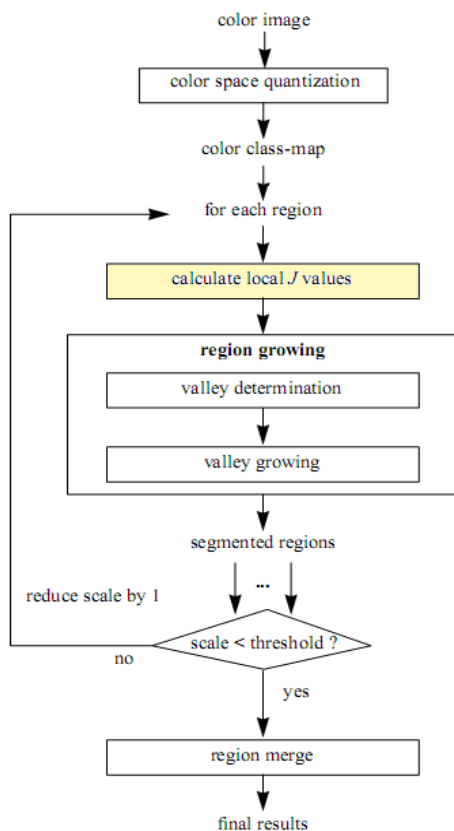 color image
color space quantization
color class-map
for each region
calculate local J values
region growing
valley determination
valley growing
segmented regions
...
reduce scale by 1
scale < threshold ?
no
yes
region merge
final results